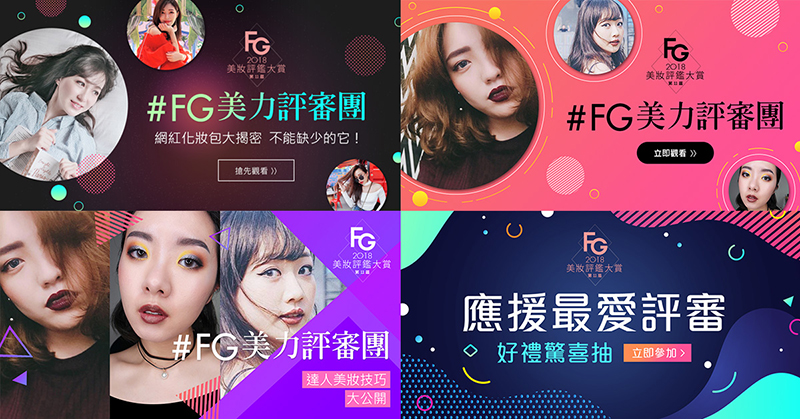 FG
2018
美妝評鑑大賞
#FG美力評審團
網紅化妝包大揭密 不能缺少的它！
搶先觀看 》
FG
2018
美妝評鑑大賞
#FG美力評審團
立即觀看 》
FG
2018
美妝評鑑大賞
#FG美力評審團
達人美妝技巧
大公開
FG
2018
美妝評鑑大賞
應援最愛評審
好禮驚喜抽
立即參加 >